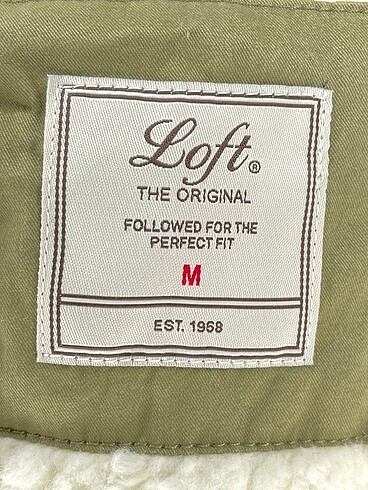 Loft®
THE ORIGINAL
FOLLOWED FOR THE
PERFECT FIT
M
EST. 1968